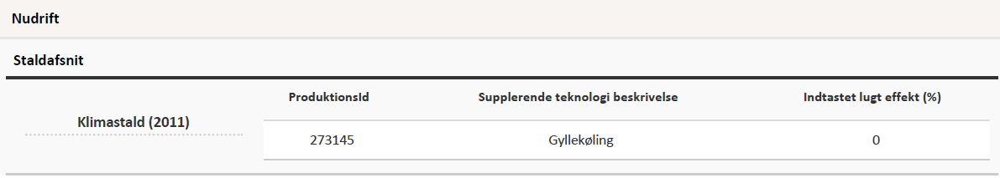 Nudrift
Staldafsnit
ProduktionsId Supplerende teknologi beskrivelse Indtastet lugt effekt (%)
Klimastald (2011)
273145 Gyllekøling 0